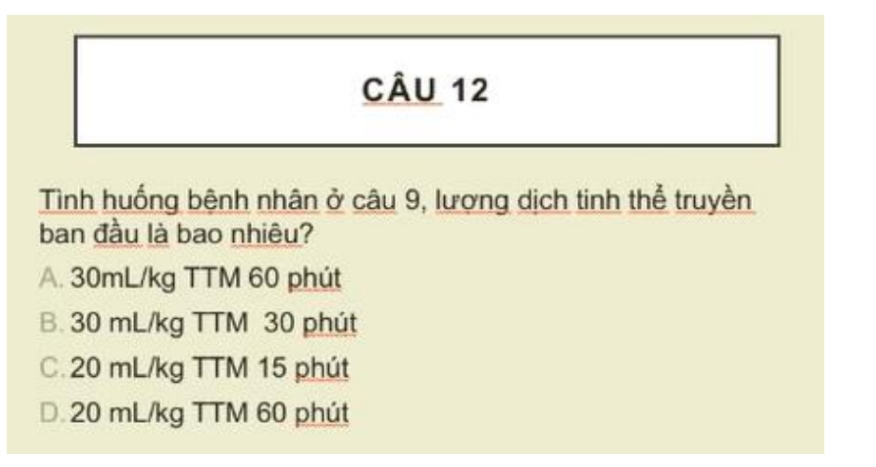 CÂU 12
Tình huống bệnh nhân ở câu 9, lượng dịch tinh thể truyền
ban đầu là bao nhiêu?
A. 30mL/kg TTM 60 phút
B. 30 mL/kg TTM 30 phút
C. 20 mL/kg TTM 15 phút
D. 20 mL/kg TTM 60 phút